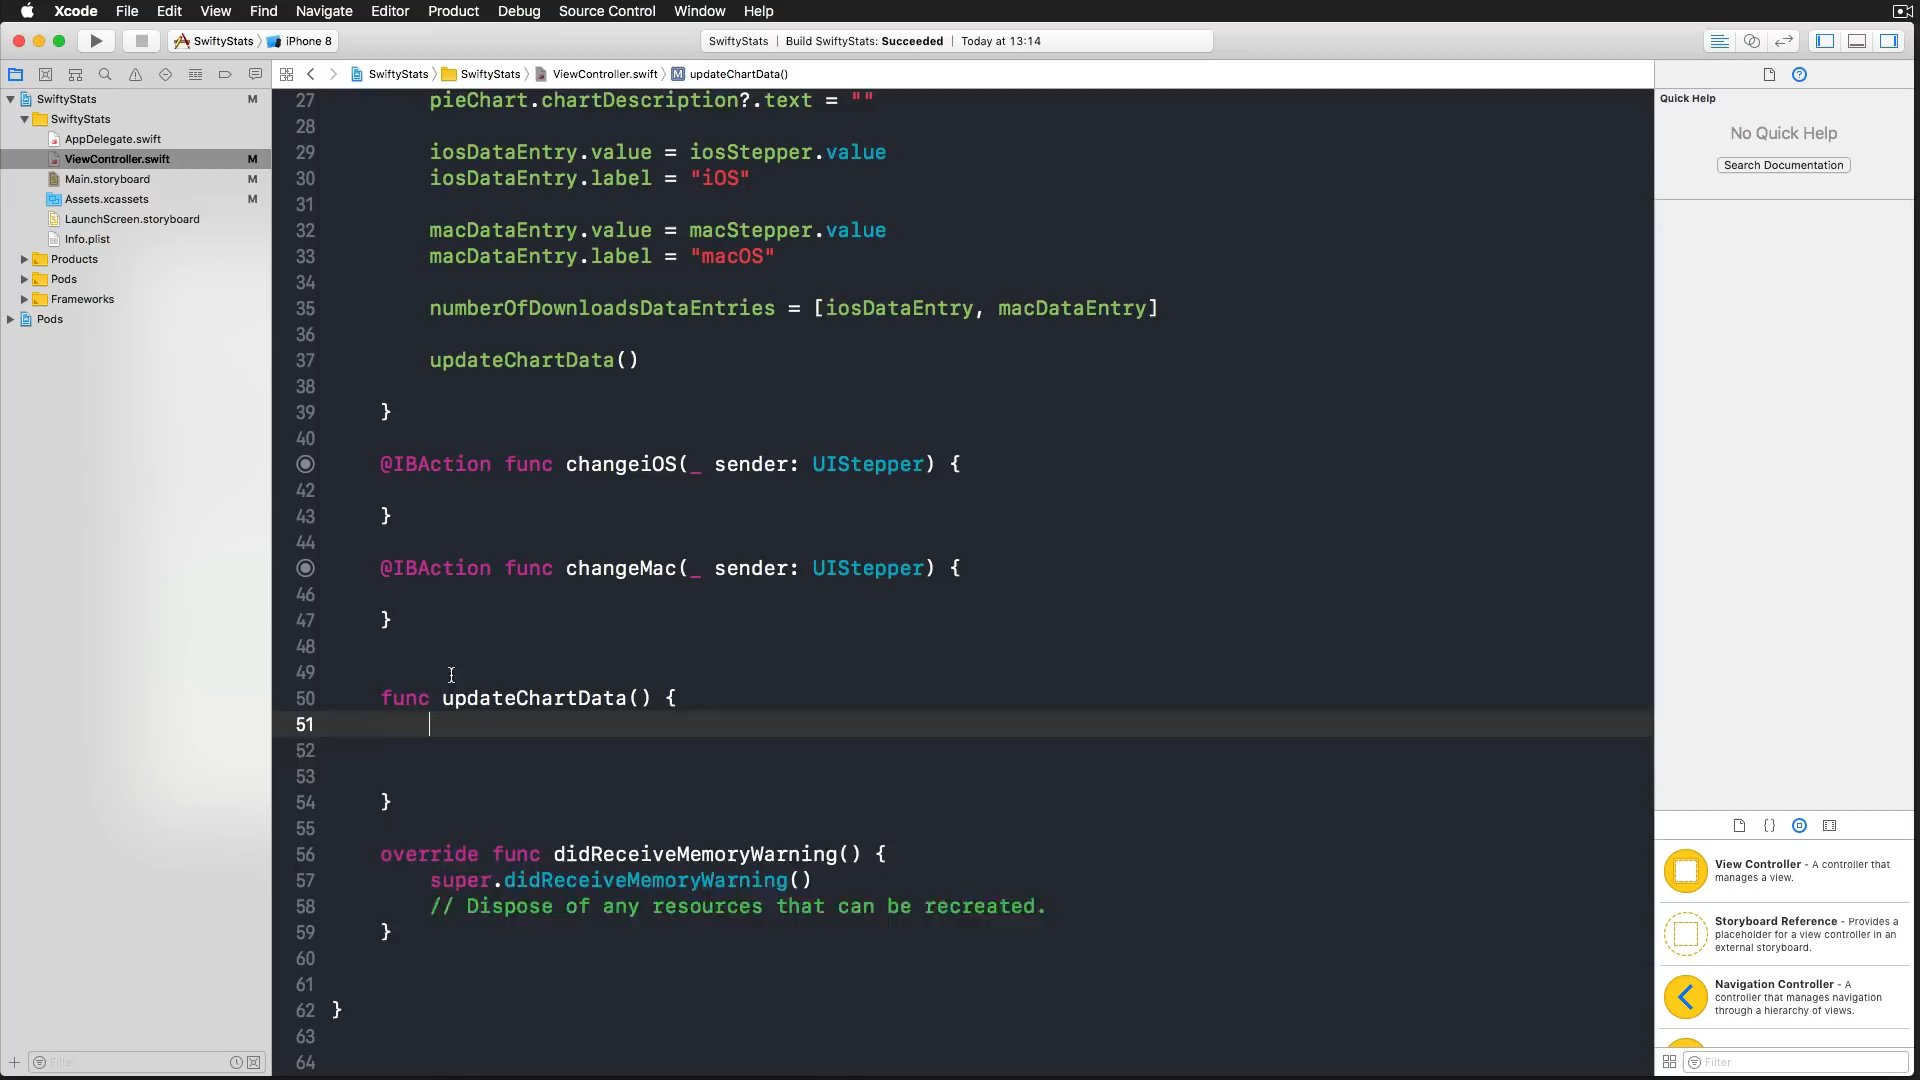 Xcode File Edit View Find Navigate Editor Product Debug Source Control Window Help
SwiftyStats iPhone 8
SwiftyStats Build SwiftyStats: Succeeded Today at 13:14
SwiftyStats SwiftyStats ViewController.swift M updateChartData()
SwiftyStats M
SwiftyStats
AppDelegate.swift
ViewController.swift M
Main.storyboard M
Assets.xcassets M
LaunchScreen.storyboard
Info.plist
Products
Pods
Frameworks
Pods
Filter
27 pieChart.chartDescription?.text = ""
28
29 iosDataEntry.value = iosStepper.value
30 iosDataEntry.label = "iOS"
31
32 macDataEntry.value = macStepper.value
33 macDataEntry.label = "macOS"
34
35 numberOfDownloadsDataEntries = [iosDataEntry, macDataEntry]
36
37 updateChartData()
38
39 }
40
@IBAction func changeiOS(_ sender: UIStepper) {
42
43 }
44
@IBAction func changeMac(_ sender: UIStepper) {
46
47 }
48
49
50 func updateChartData() {
51
52
53
54 }
55
56 override func didReceiveMemoryWarning() {
57 super.didReceiveMemoryWarning()
58 // Dispose of any resources that can be recreated.
59 }
60
61
62 }
63
64
Quick Help
No Quick Help
Search Documentation
{}
View Controller - A controller that
manages a view.
Storyboard Reference - Provides a
placeholder for a view controller in an
external storyboard.
Navigation Controller - A
controller that manages navigation
through a hierarchy of views.
Filter